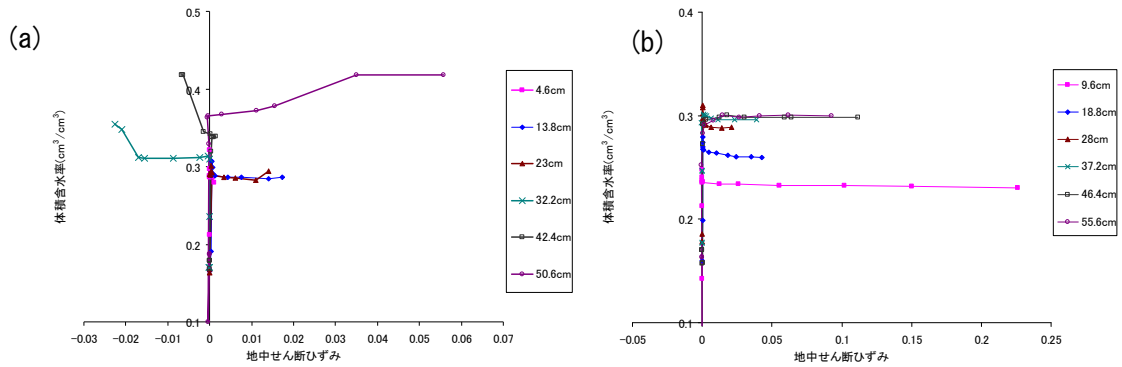 (a)
0.5
0.4
0.3
0.2
0.1
体積含水率(cm³/cm³)
-0.03
-0.02
-0.01
0
0.01
0.02
0.03
0.04
0.05
0.06
0.07
地中せん断ひずみ
4.6cm
13.8cm
23cm
32.2cm
42.4cm
50.6cm
(b)
0.4
0.3
0.2
0.1
体積含水率(cm³/cm³)
-0.05
0
0.05
0.1
0.15
0.2
0.25
地中せん断ひずみ
9.6cm
18.8cm
28cm
37.2cm
46.4cm
55.6cm